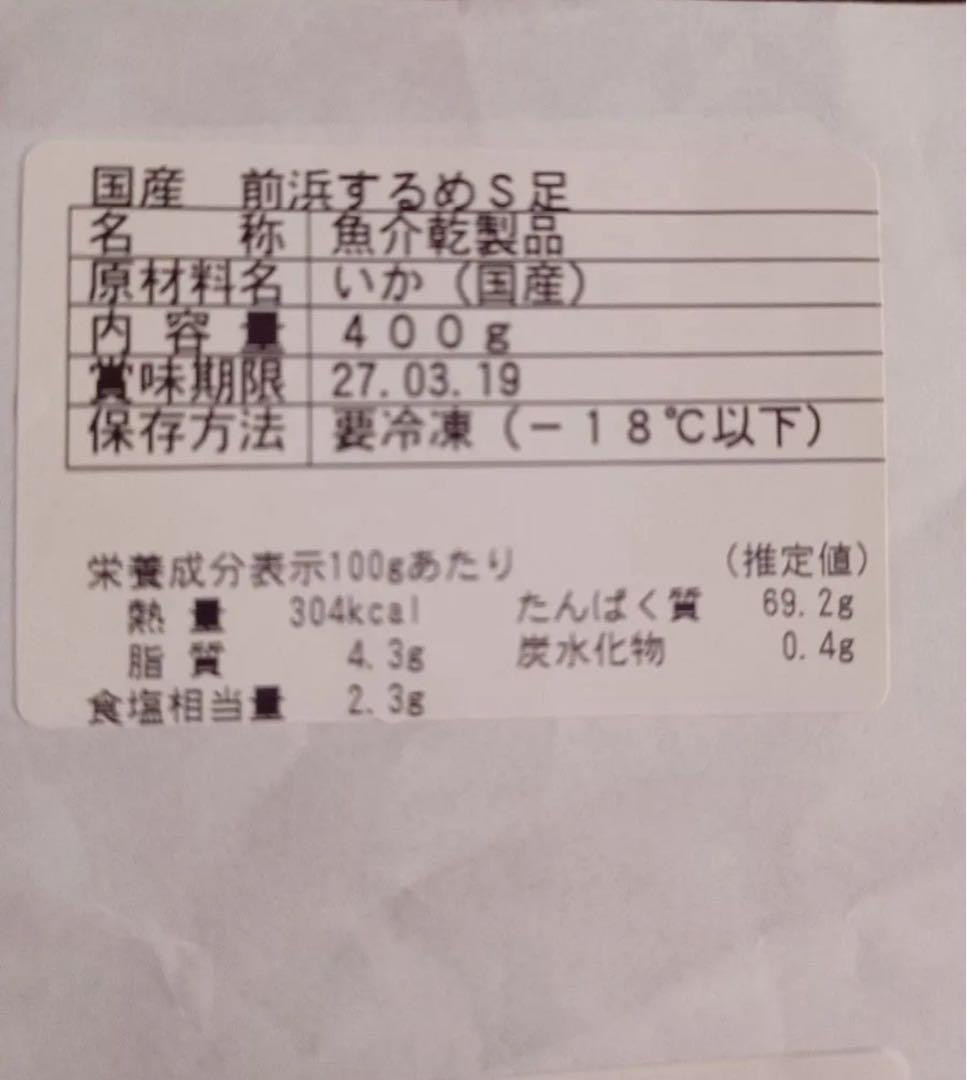 国産 前浜するめS足
名称 魚介乾製品
原材料名 いか（国産）
内容量 400g
賞味期限 27.03.19
保存方法 要冷凍（－18℃以下）
栄養成分表示100gあたり （推定値）
熱量 304kcal たんぱく質 69.2g
脂質 4.3g 炭水化物 0.4g
食塩相当量 2.3g